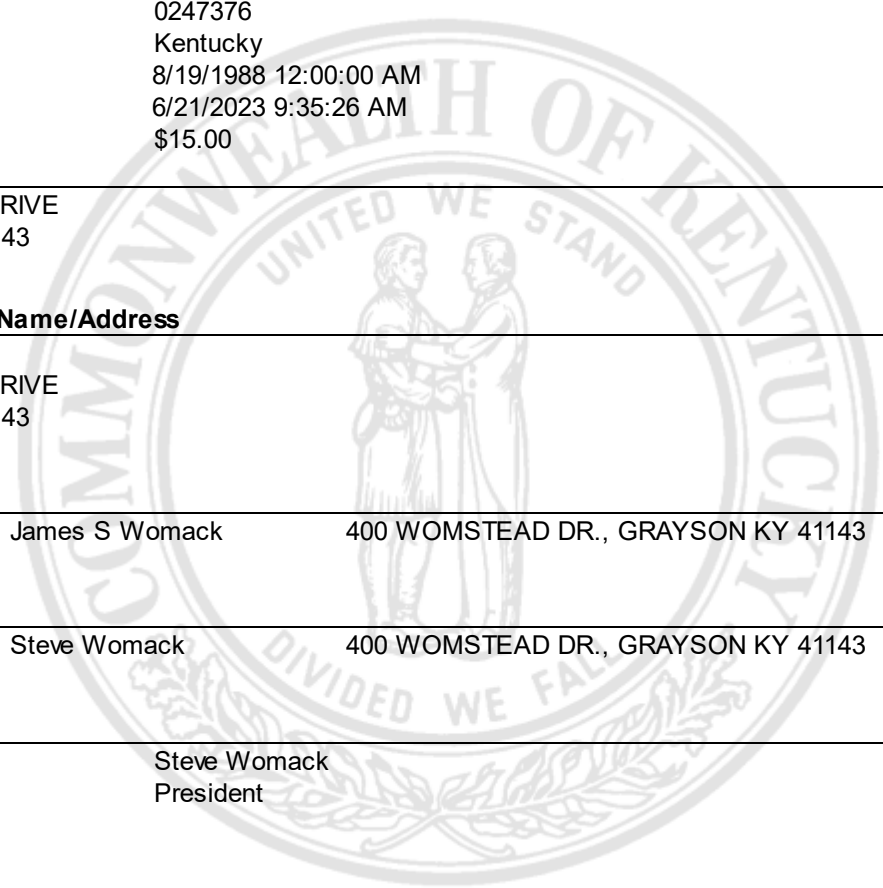 0247376
Kentucky
8/19/1988 12:00:00 AM
6/21/2023 9:35:26 AM
$15.00
RIVE
43
Name/Address
RIVE
43
James S Womack 400 WOMSTEAD DR., GRAYSON KY 41143
Steve Womack 400 WOMSTEAD DR., GRAYSON KY 41143
Steve Womack
President
COMMONWEALTH OF KENTUCKY
UNITED WE STAND
DIVIDED WE FALL